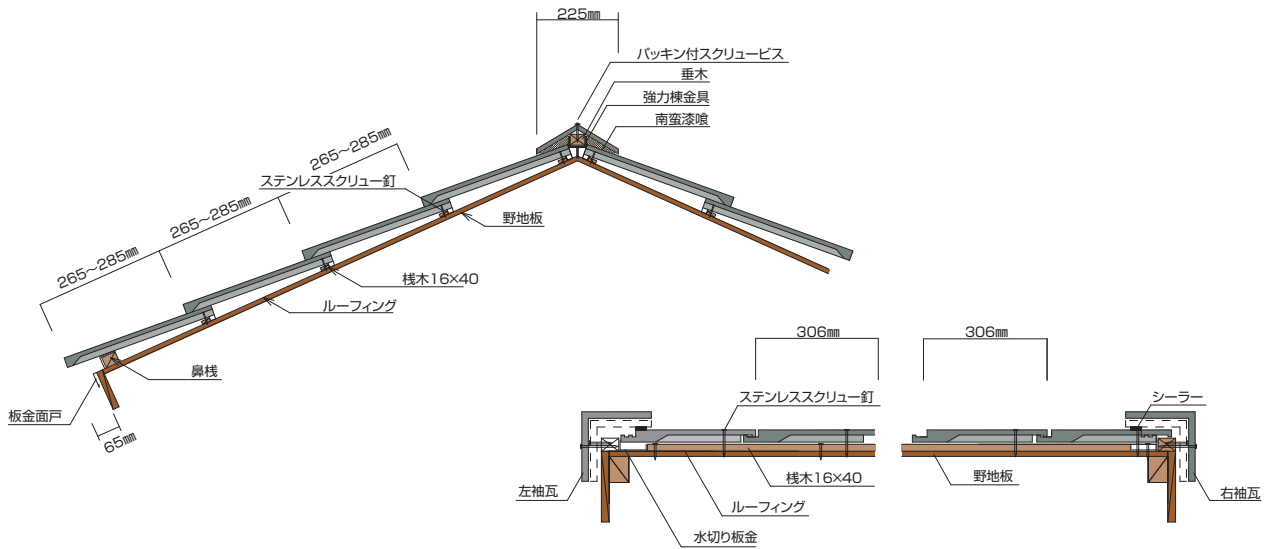 225㎜
パッキン付スクリュービス
垂木
強力棟金具
南蛮漆喰
265〜285㎜
ステンレススクリュー釘
265〜285㎜
野地板
265〜285㎜
桟木16×40
ルーフィング
鼻桟
板金面戸
65㎜
306㎜
306㎜
ステンレススクリュー釘
シーラー
左袖瓦
桟木16×40
野地板
右袖瓦
ルーフィング
水切り板金